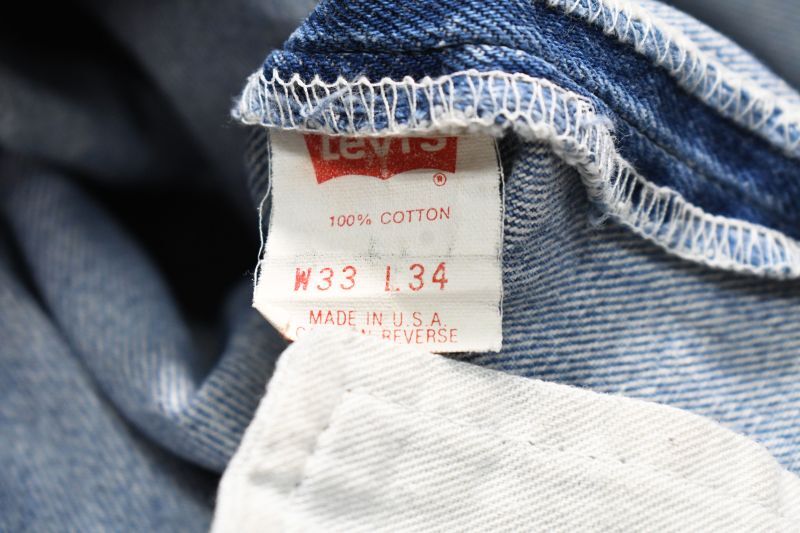 Levi's
®
100% COTTON
W33 L34
MADE IN U.S.A.
REVERSE